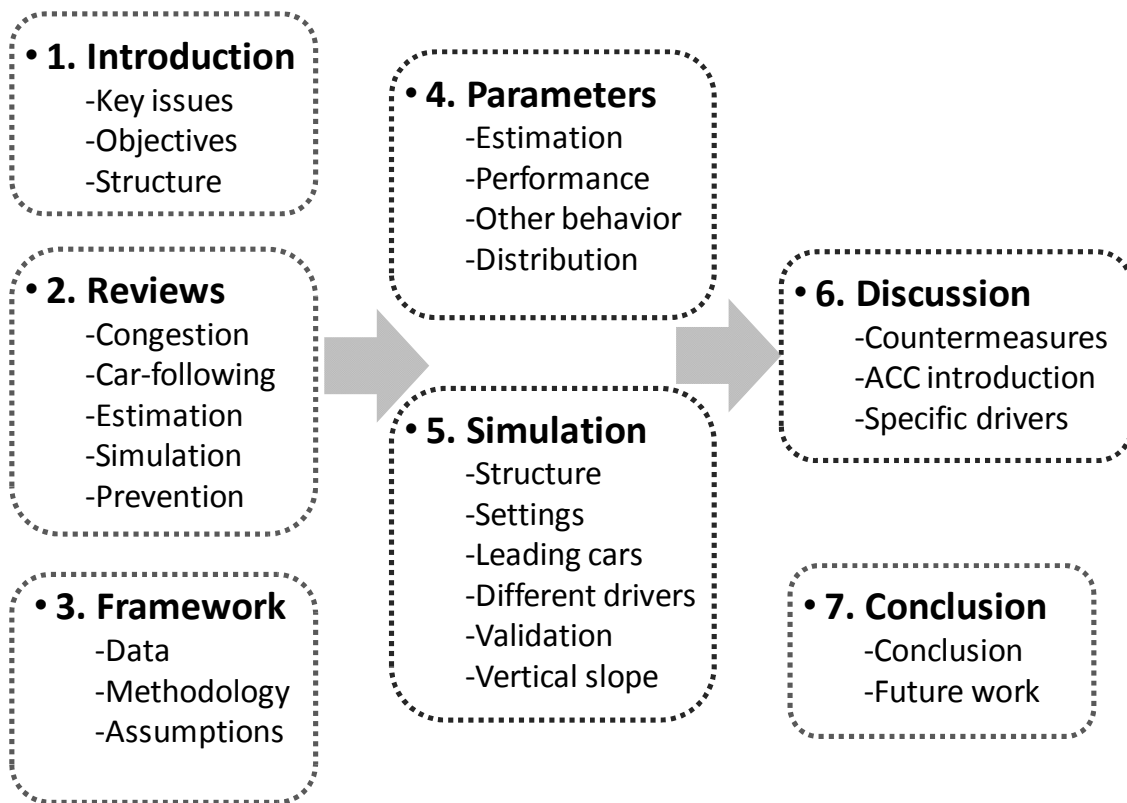 • 1. Introduction
-Key issues
-Objectives
-Structure
• 2. Reviews
-Congestion
-Car-following
-Estimation
-Simulation
-Prevention
• 3. Framework
-Data
-Methodology
-Assumptions
• 4. Parameters
-Estimation
-Performance
-Other behavior
-Distribution
• 5. Simulation
-Structure
-Settings
-Leading cars
-Different drivers
-Validation
-Vertical slope
• 6. Discussion
-Countermeasures
-ACC introduction
-Specific drivers
• 7. Conclusion
-Conclusion
-Future work